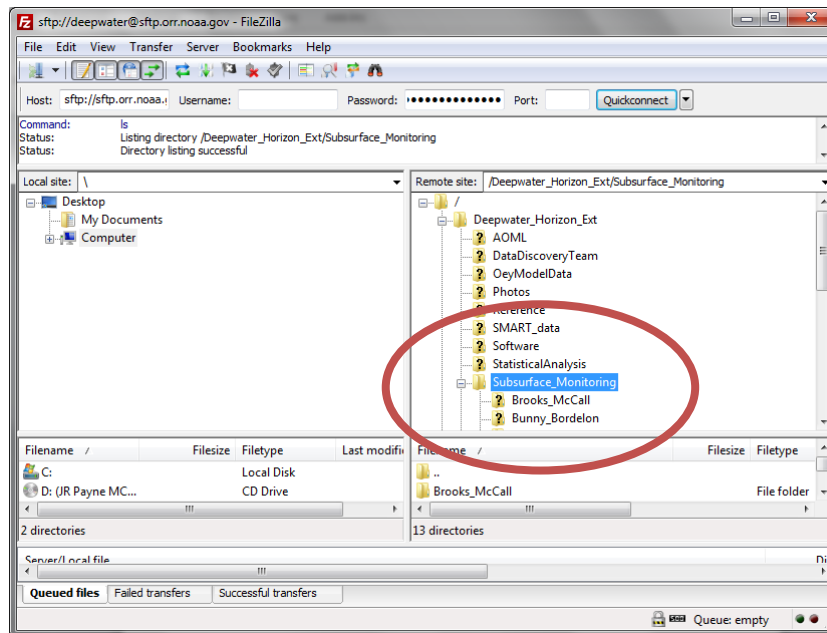 sftp://deepwater@sftp.orr.noaa.gov - FileZilla
File Edit View Transfer Server Bookmarks Help
Host: sftp://sftp.orr.noaa. Username: Password: •••••••••••••• Port: Quickconnect
Command: ls
Status: Listing directory /Deepwater_Horizon_Ext/Subsurface_Monitoring
Status: Directory listing successful
Local site: \
Desktop
My Documents
Computer
Remote site: /Deepwater_Horizon_Ext/Subsurface_Monitoring
/
Deepwater_Horizon_Ext
AOML
DataDiscoveryTeam
OeyModelData
Photos
Reference
SMART_data
Software
StatisticalAnalysis
Subsurface_Monitoring
Brooks_McCall
Bunny_Bordelon
Filename / Filesize Filetype Last modifi
C: Local Disk
D: (JR Payne MC... CD Drive
2 directories
Filename / Filesize Filetype
..
Brooks_McCall File folder
13 directories
Server/Local file Di
Queued files Failed transfers Successful transfers
Queue: empty